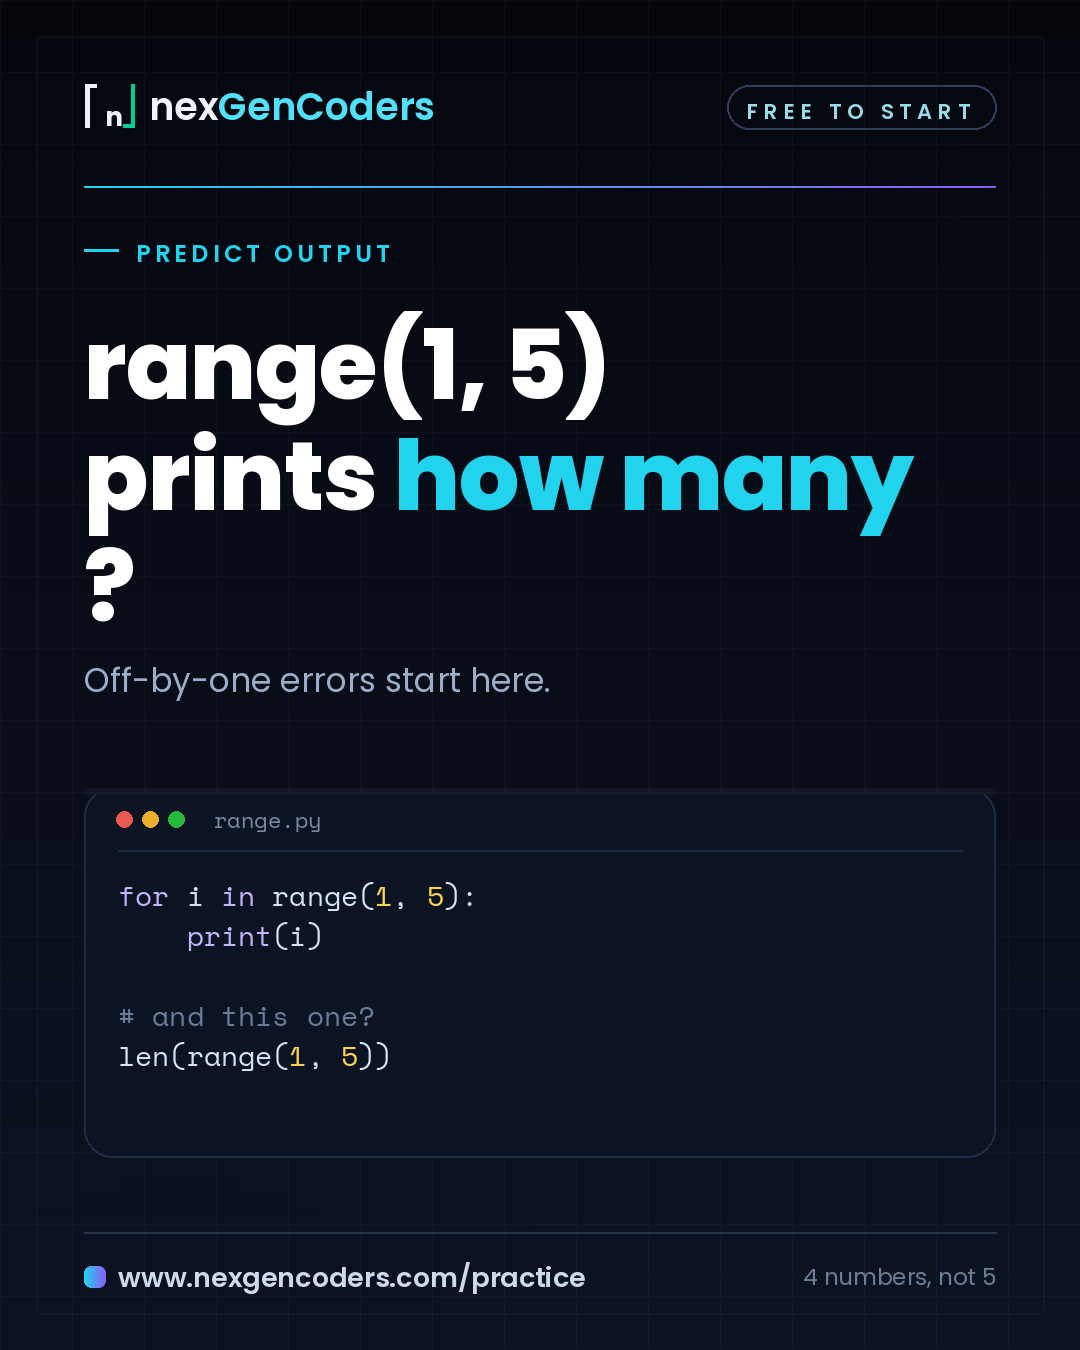 nexGenCoders
FREE TO START
PREDICT OUTPUT
range(1, 5)
prints how many
?
Off-by-one errors start here.
range.py
for i in range(1, 5):
    print(i)
# and this one?
len(range(1, 5))
www.nexgencoders.com/practice
4 numbers, not 5